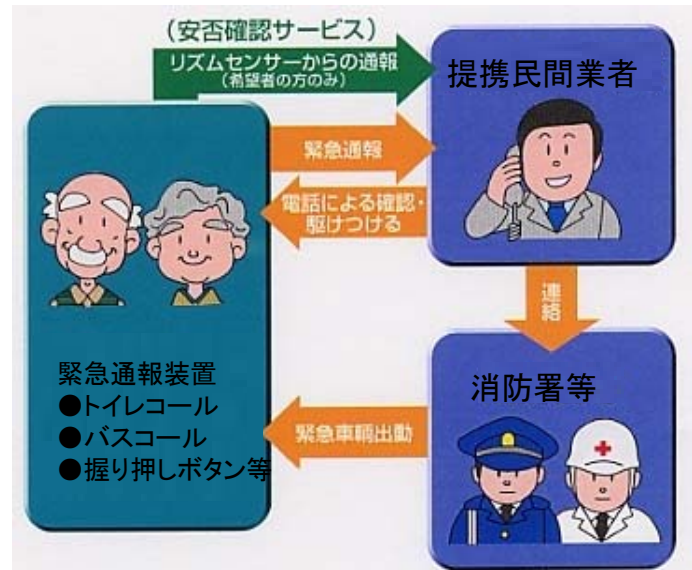 (安否確認サービス)
リズムセンサーからの通報
(希望者の方のみ)
提携民間業者
緊急通報
電話による確認・
駆けつける
連絡
緊急通報装置
●トイレコール
●バスコール
●握り押しボタン等
消防署等
緊急車輌出動